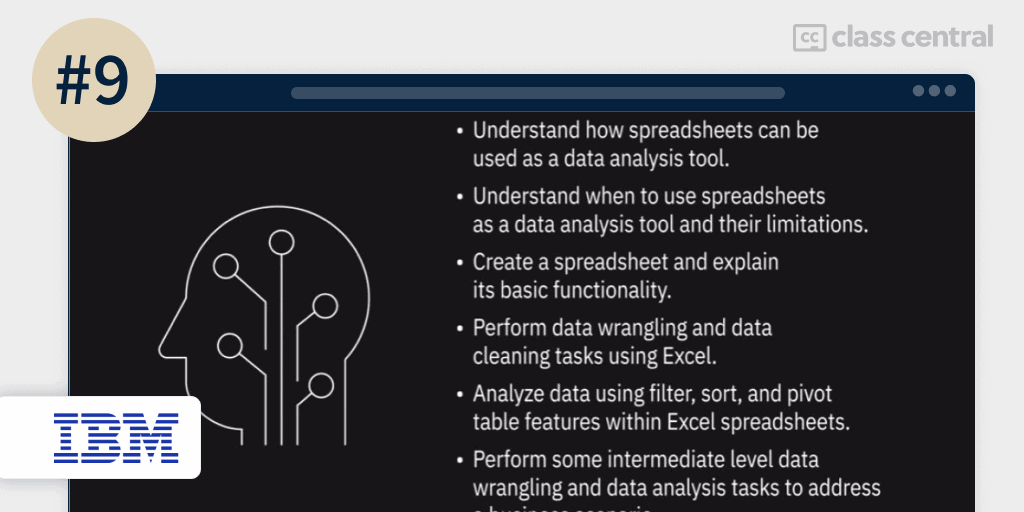 #9
cc class central
• Understand how spreadsheets can be
used as a data analysis tool.
• Understand when to use spreadsheets
as a data analysis tool and their limitations.
• Create a spreadsheet and explain
its basic functionality.
• Perform data wrangling and data
cleaning tasks using Excel.
• Analyze data using filter, sort, and pivot
table features within Excel spreadsheets.
• Perform some intermediate level data
wrangling and data analysis tasks to address
IBM